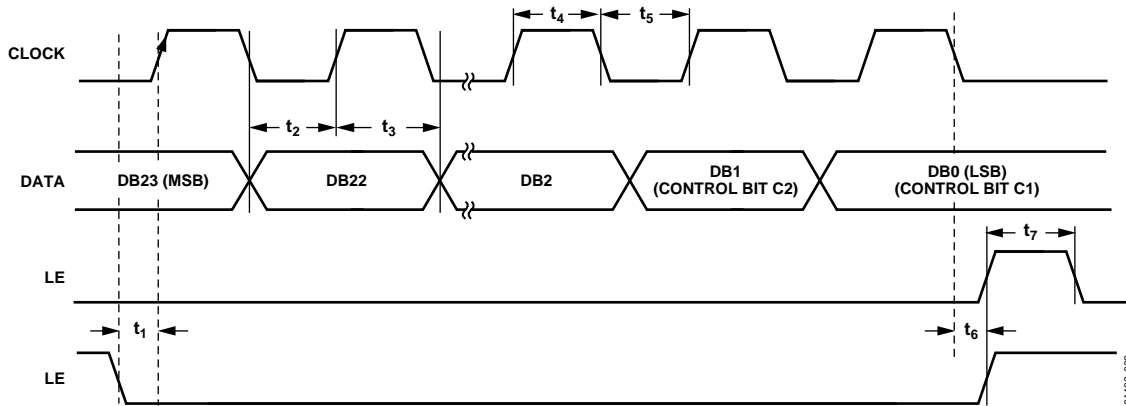 t4
t5
CLOCK
t2
t3
DATA
DB23 (MSB)
DB22
DB2
DB1
(CONTROL BIT C2)
DB0 (LSB)
(CONTROL BIT C1)
t7
LE
t1
t6
LE